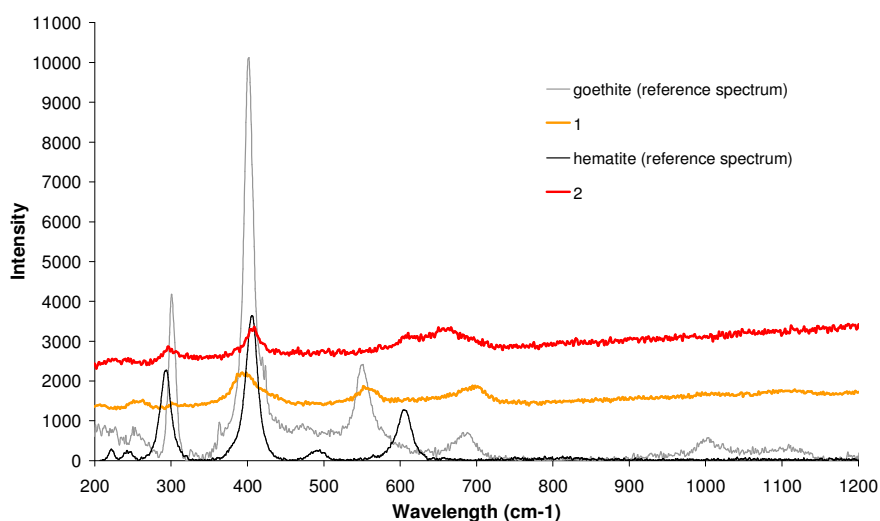 11000
10000
9000
8000
7000
6000
5000
4000
3000
2000
1000
0
Intensity
goethite (reference spectrum)
1
hematite (reference spectrum)
2
200 300 400 500 600 700 800 900 1000 1100 1200
Wavelength (cm-1)